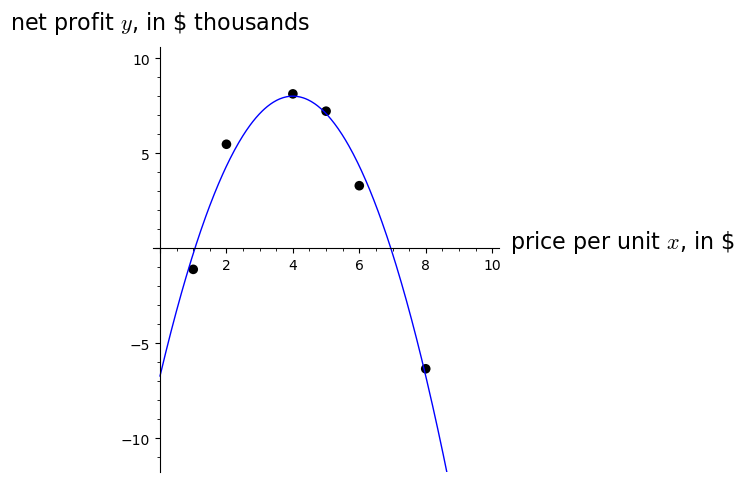 net profit y, in $ thousands
10
5
price per unit x, in $
2 4 6 8 10
−5
−10